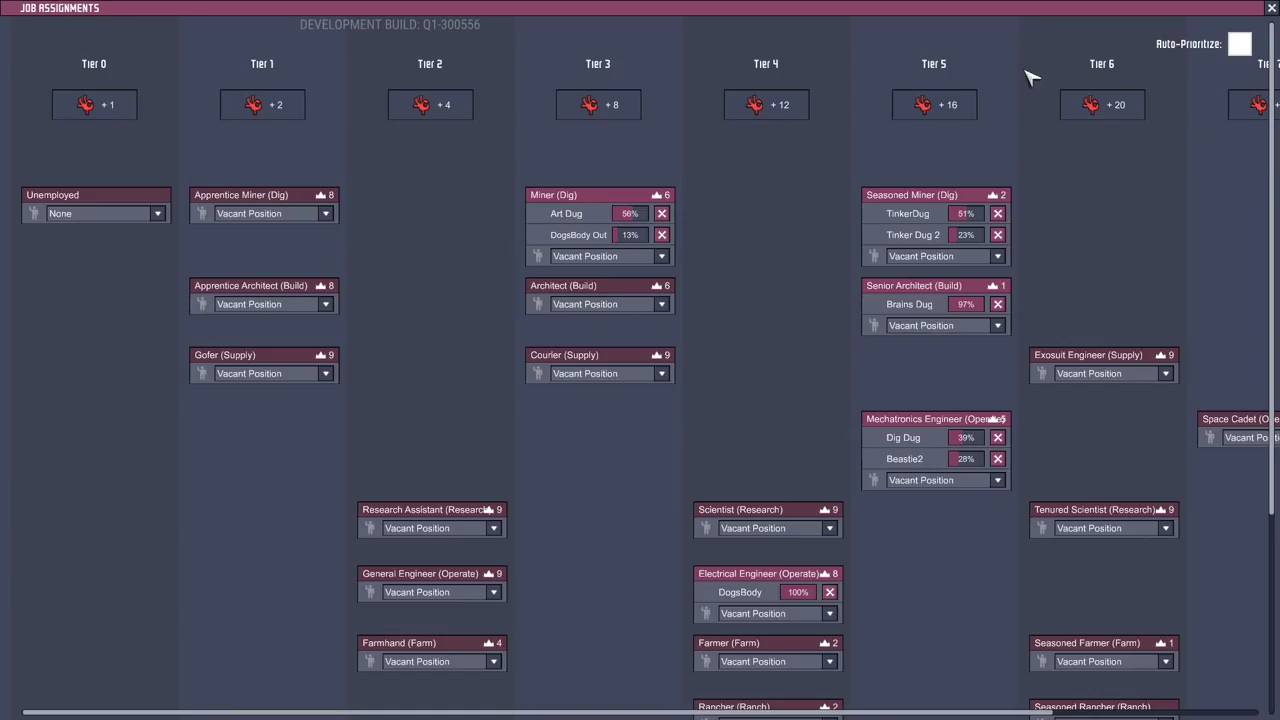 JOB ASSIGNMENTS
DEVELOPMENT BUILD: Q1-300556
Auto-Prioritize:
Tier 0
Tier 1
Tier 2
Tier 3
Tier 4
Tier 5
Tier 6
+ 1
+ 2
+ 4
+ 8
+ 12
+ 16
+ 20
Unemployed
None
Apprentice Miner (Dig) 8
Vacant Position
Miner (Dig) 6
Art Dug 56%
DogsBody Out 13%
Vacant Position
Seasoned Miner (Dig) 2
TinkerDug 51%
Tinker Dug 2 23%
Vacant Position
Apprentice Architect (Build) 8
Vacant Position
Architect (Build) 6
Vacant Position
Senior Architect (Build) 1
Brains Dug 97%
Vacant Position
Gofer (Supply) 9
Vacant Position
Courier (Supply) 9
Vacant Position
Exosuit Engineer (Supply) 9
Vacant Position
Mechatronics Engineer (Operate) 5
Dig Dug 39%
Beastie2 28%
Vacant Position
Space Cadet (O
Vacant Positi
Research Assistant (Research) 9
Vacant Position
Scientist (Research) 9
Vacant Position
Tenured Scientist (Research) 9
Vacant Position
General Engineer (Operate) 9
Vacant Position
Electrical Engineer (Operate) 8
DogsBody 100%
Vacant Position
Farmhand (Farm) 4
Vacant Position
Farmer (Farm) 2
Vacant Position
Seasoned Farmer (Farm) 1
Vacant Position
Rancher (Ranch) 2
Seasoned Rancher (Ranch)